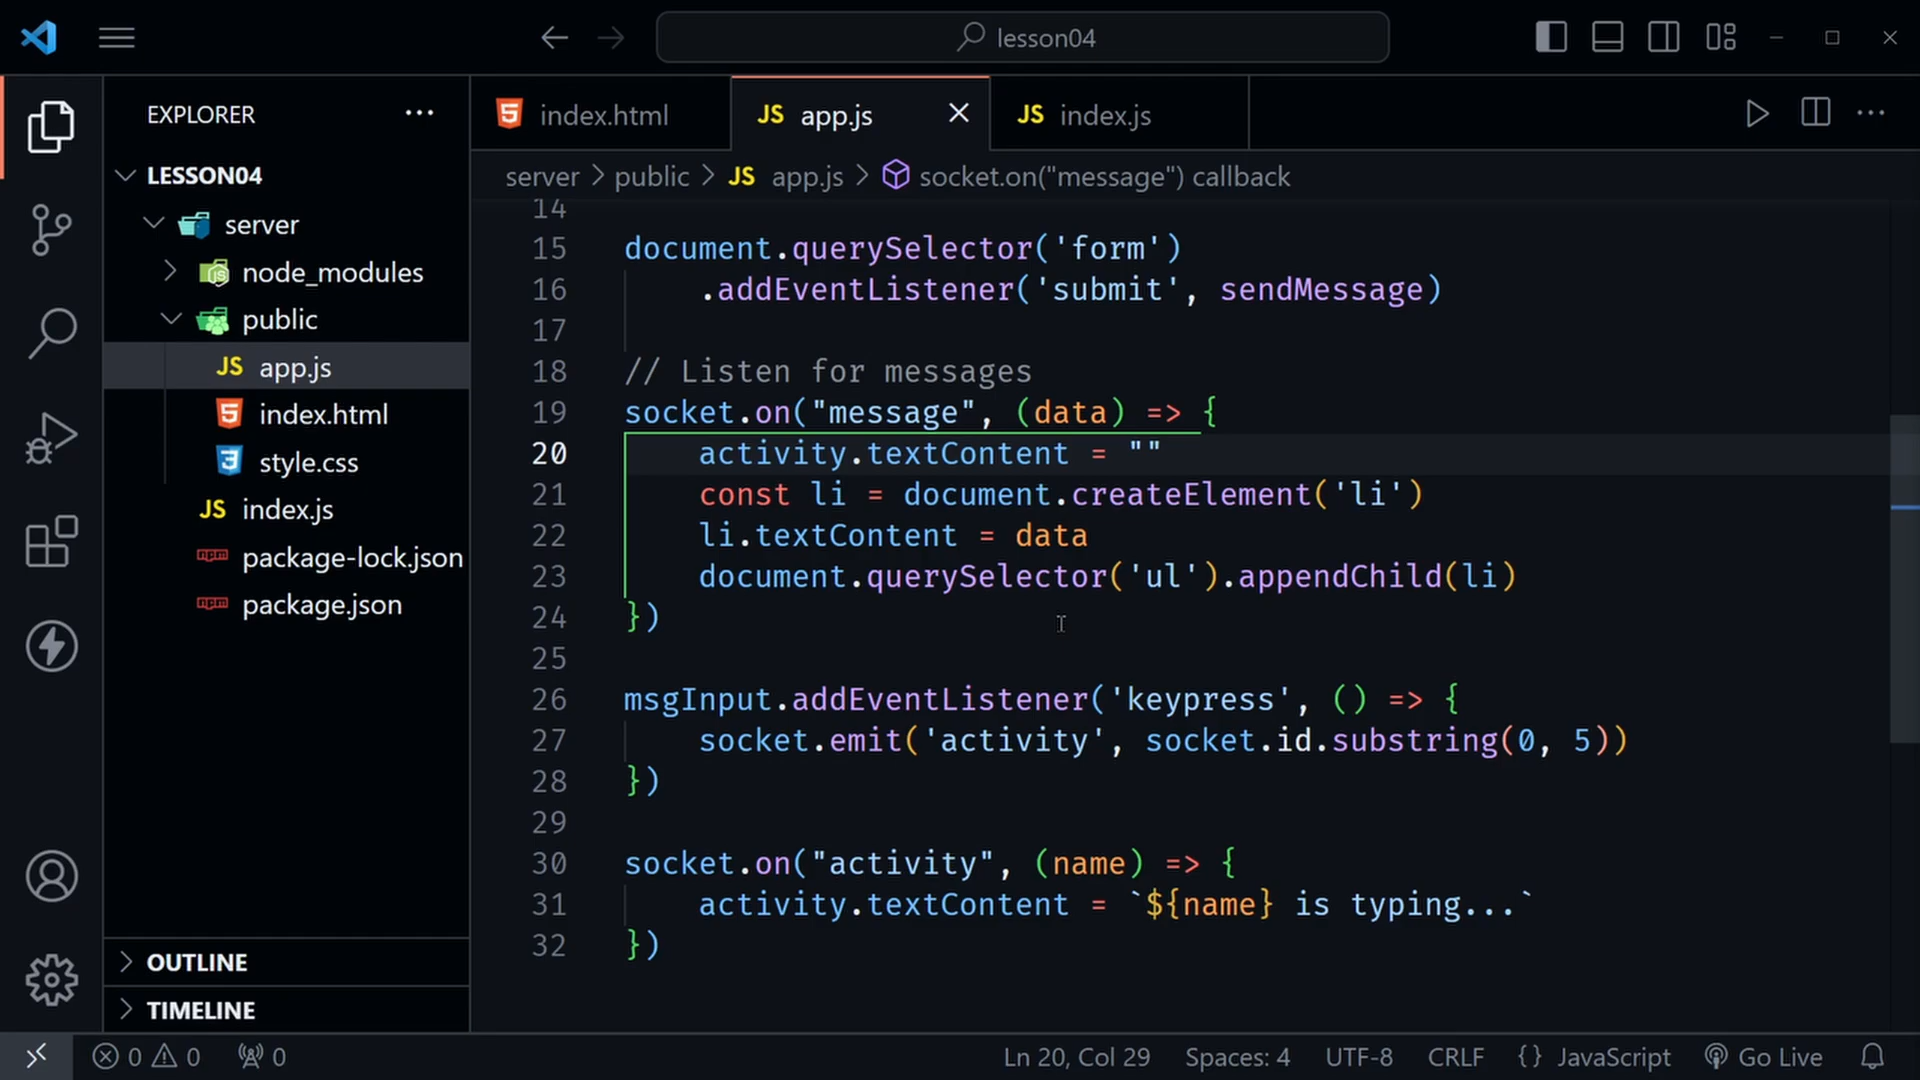 lesson04
EXPLORER
LESSON04
server
node_modules
public
JS app.js
index.html
style.css
JS index.js
package-lock.json
package.json
OUTLINE
TIMELINE
index.html
JS app.js
JS index.js
server > public > JS app.js > socket.on("message") callback
14
15 document.querySelector('form')
16 .addEventListener('submit', sendMessage)
17
18 // Listen for messages
19 socket.on("message", (data) => {
20 activity.textContent = ""
21 const li = document.createElement('li')
22 li.textContent = data
23 document.querySelector('ul').appendChild(li)
24 })
25
26 msgInput.addEventListener('keypress', () => {
27 socket.emit('activity', socket.id.substring(0, 5))
28 })
29
30 socket.on("activity", (name) => {
31 activity.textContent = `${name} is typing...`
32 })
0 0 0 Ln 20, Col 29 Spaces: 4 UTF-8 CRLF {} JavaScript Go Live